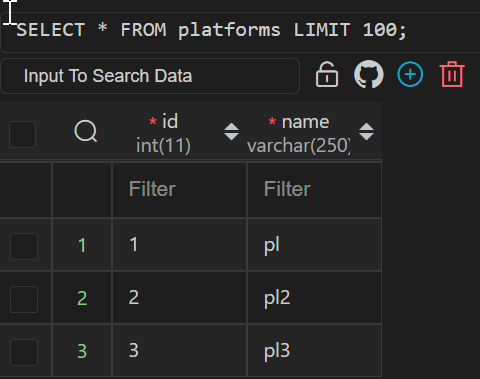 SELECT * FROM platforms LIMIT 100;
Input To Search Data
* id * name
int(11) varchar(250)
Filter Filter
1 1 pl
2 2 pl2
3 3 pl3